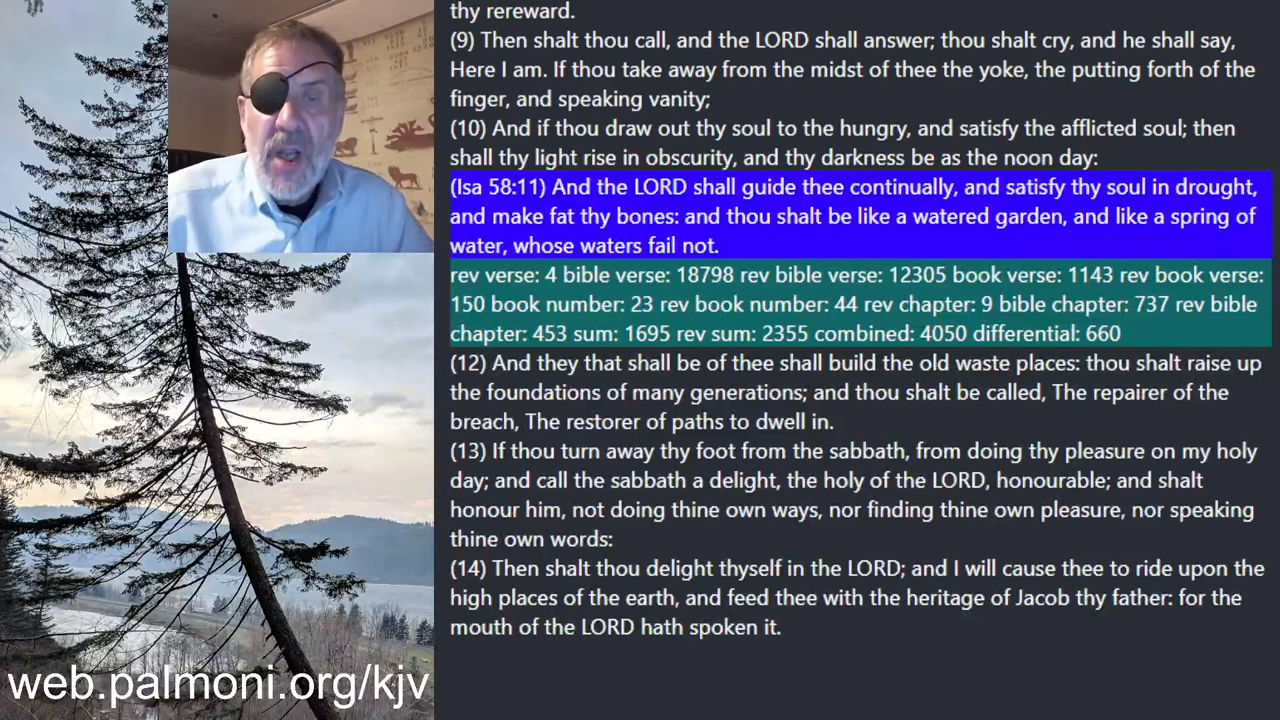 thy rereward.
(9) Then shalt thou call, and the LORD shall answer; thou shalt cry, and he shall say,
Here I am. If thou take away from the midst of thee the yoke, the putting forth of the
finger, and speaking vanity;
(10) And if thou draw out thy soul to the hungry, and satisfy the afflicted soul; then
shall thy light rise in obscurity, and thy darkness be as the noon day:
(Isa 58:11) And the LORD shall guide thee continually, and satisfy thy soul in drought,
and make fat thy bones: and thou shalt be like a watered garden, and like a spring of
water, whose waters fail not.
rev verse: 4 bible verse: 18798 rev bible verse: 12305 book verse: 1143 rev book verse:
150 book number: 23 rev book number: 44 rev chapter: 9 bible chapter: 737 rev bible
chapter: 453 sum: 1695 rev sum: 2355 combined: 4050 differential: 660
(12) And they that shall be of thee shall build the old waste places: thou shalt raise up
the foundations of many generations; and thou shalt be called, The repairer of the
breach, The restorer of paths to dwell in.
(13) If thou turn away thy foot from the sabbath, from doing thy pleasure on my holy
day; and call the sabbath a delight, the holy of the LORD, honourable; and shalt
honour him, not doing thine own ways, nor finding thine own pleasure, nor speaking
thine own words:
(14) Then shalt thou delight thyself in the LORD; and I will cause thee to ride upon the
high places of the earth, and feed thee with the heritage of Jacob thy father: for the
mouth of the LORD hath spoken it.
web.palmoni.org/kjv